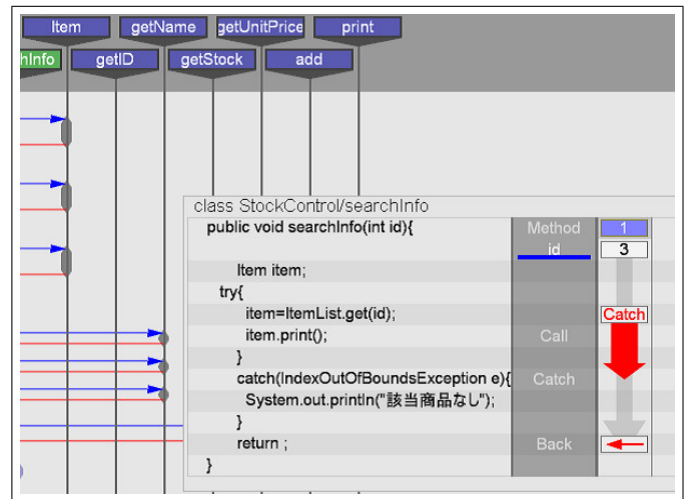 Item getName getUnitPrice print
hInfo getID getStock add
class StockControl/searchInfo
public void searchInfo(int id){ Method 1
id 3
Item item;
try{
item=ItemList.get(id); Catch
item.print(); Call
}
catch(IndexOutOfBoundsException e){ Catch
System.out.println("該当商品なし");
}
return ; Back
}